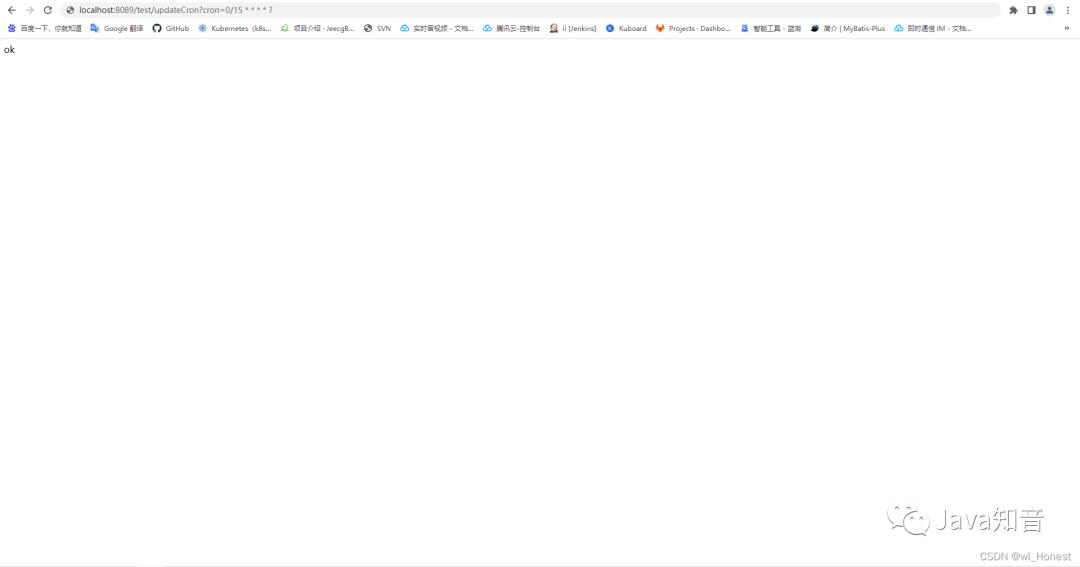 localhost:8089/test/updateCron?cron=0/15 * * * * ?
百度一下，你就知道 Google 翻译 GitHub Kubernetes（k8s... 项目介绍 · JeecgB... SVN 实时音视频 - 文档... 腾讯云-控制台 ii [Jenkins] Kuboard Projects · Dashbo... 智能工具 - 蓝湖 简介 | MyBatis-Plus 即时通信 IM - 文档... »
ok
Java知音
CSDN @wl_Honest